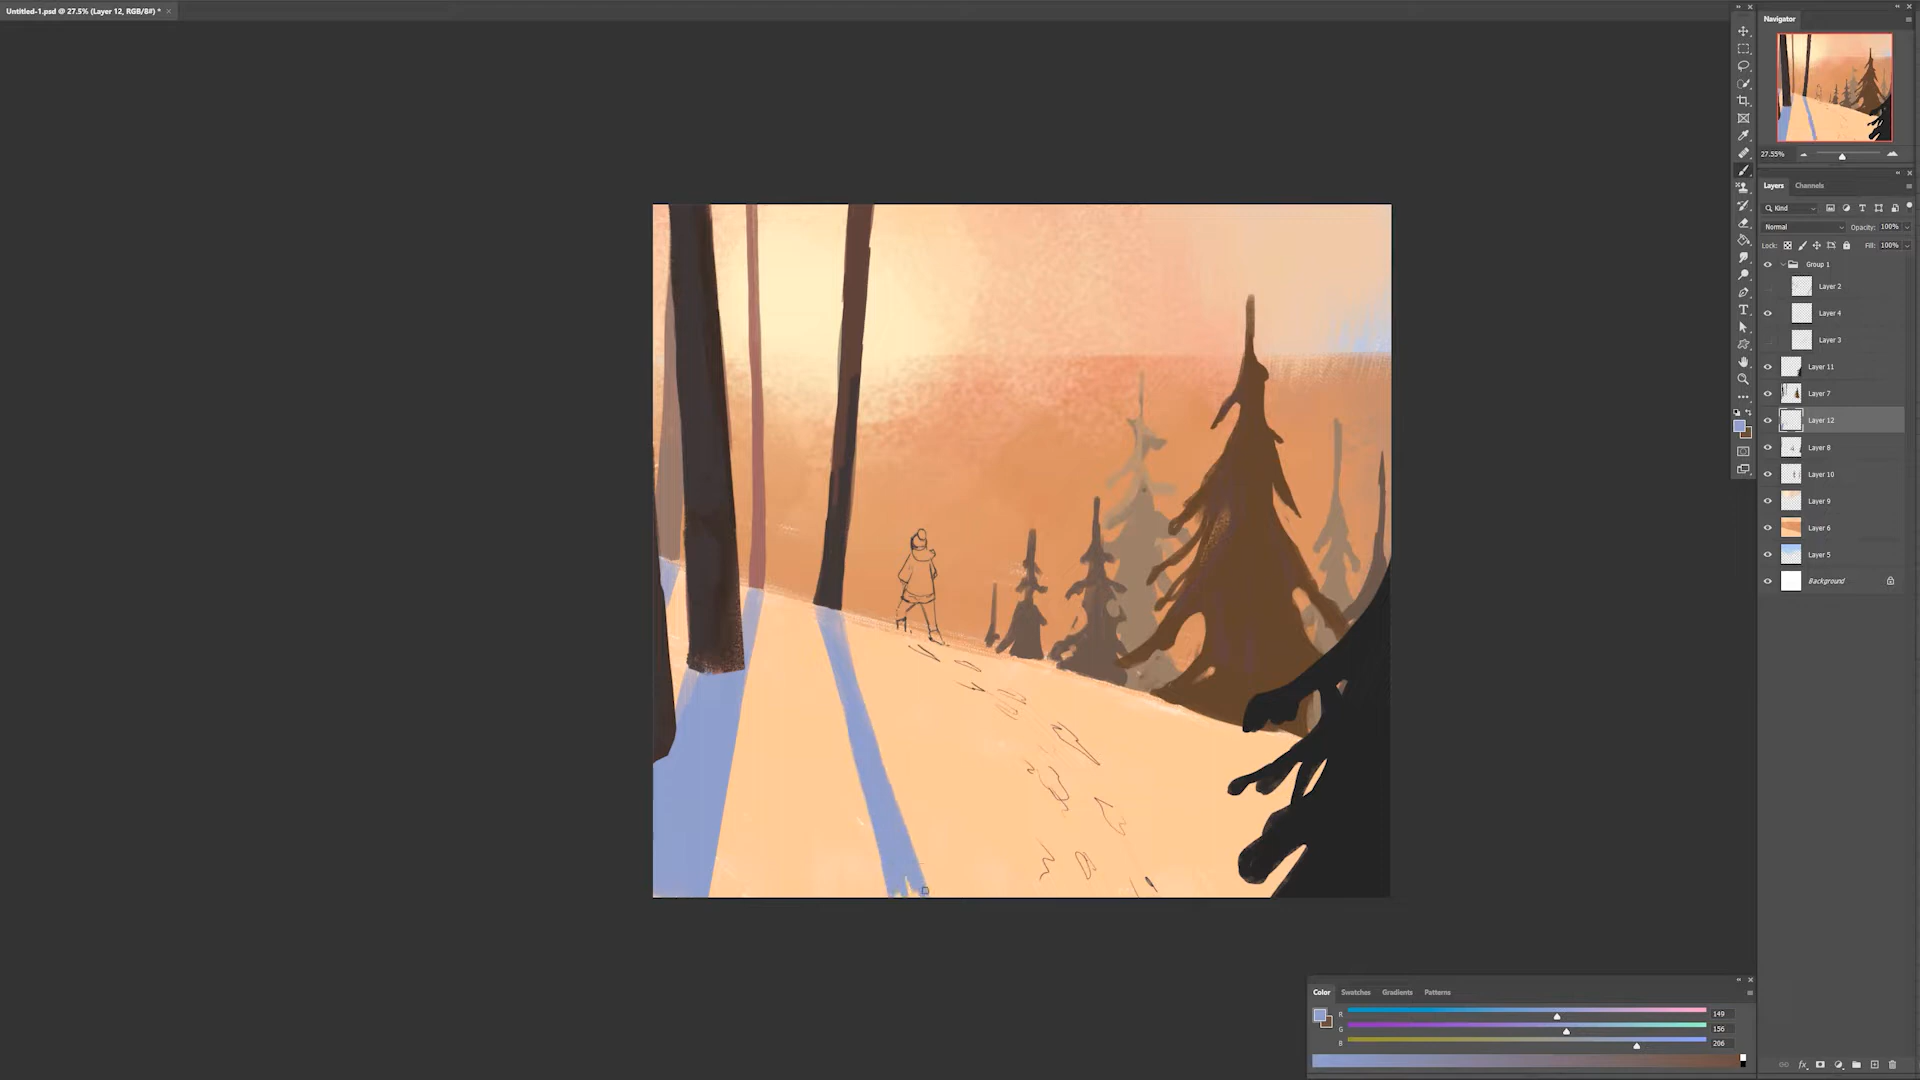 Untitled-1.psd @ 27.5% (Layer 12, RGB/8#) *
Navigator
27.55%
Layers Channels
Kind
Normal Opacity: 100%
Lock: Fill: 100%
Group 1
Layer 2
Layer 4
Layer 3
Layer 11
Layer 7
Layer 12
Layer 8
Layer 10
Layer 9
Layer 6
Layer 5
Background
Color Swatches Gradients Patterns
R 149
G 156
B 206